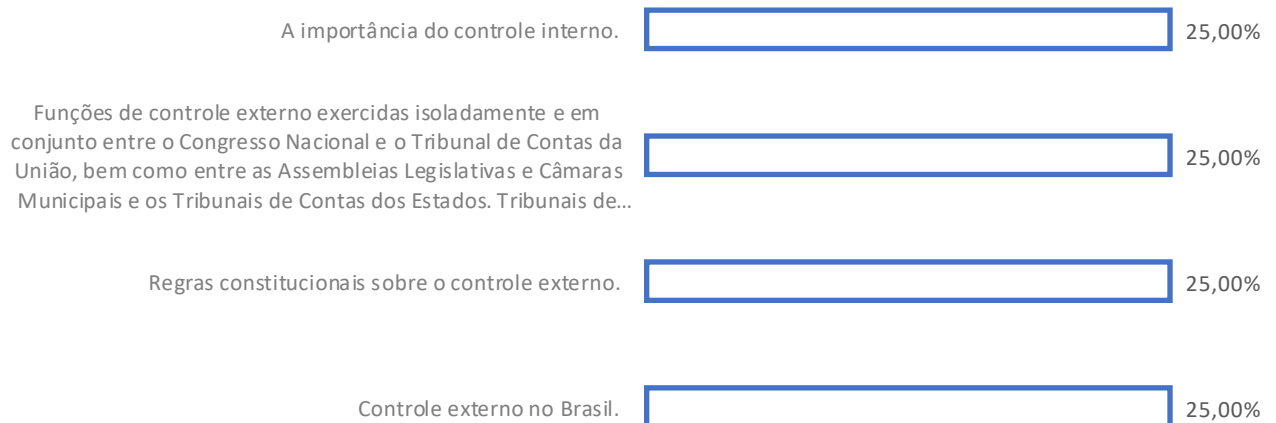 A importância do controle interno.
25,00%
Funções de controle externo exercidas isoladamente e em
conjunto entre o Congresso Nacional e o Tribunal de Contas da
União, bem como entre as Assembleias Legislativas e Câmaras
Municipais e os Tribunais de Contas dos Estados. Tribunais de...
25,00%
Regras constitucionais sobre o controle externo.
25,00%
Controle externo no Brasil.
25,00%